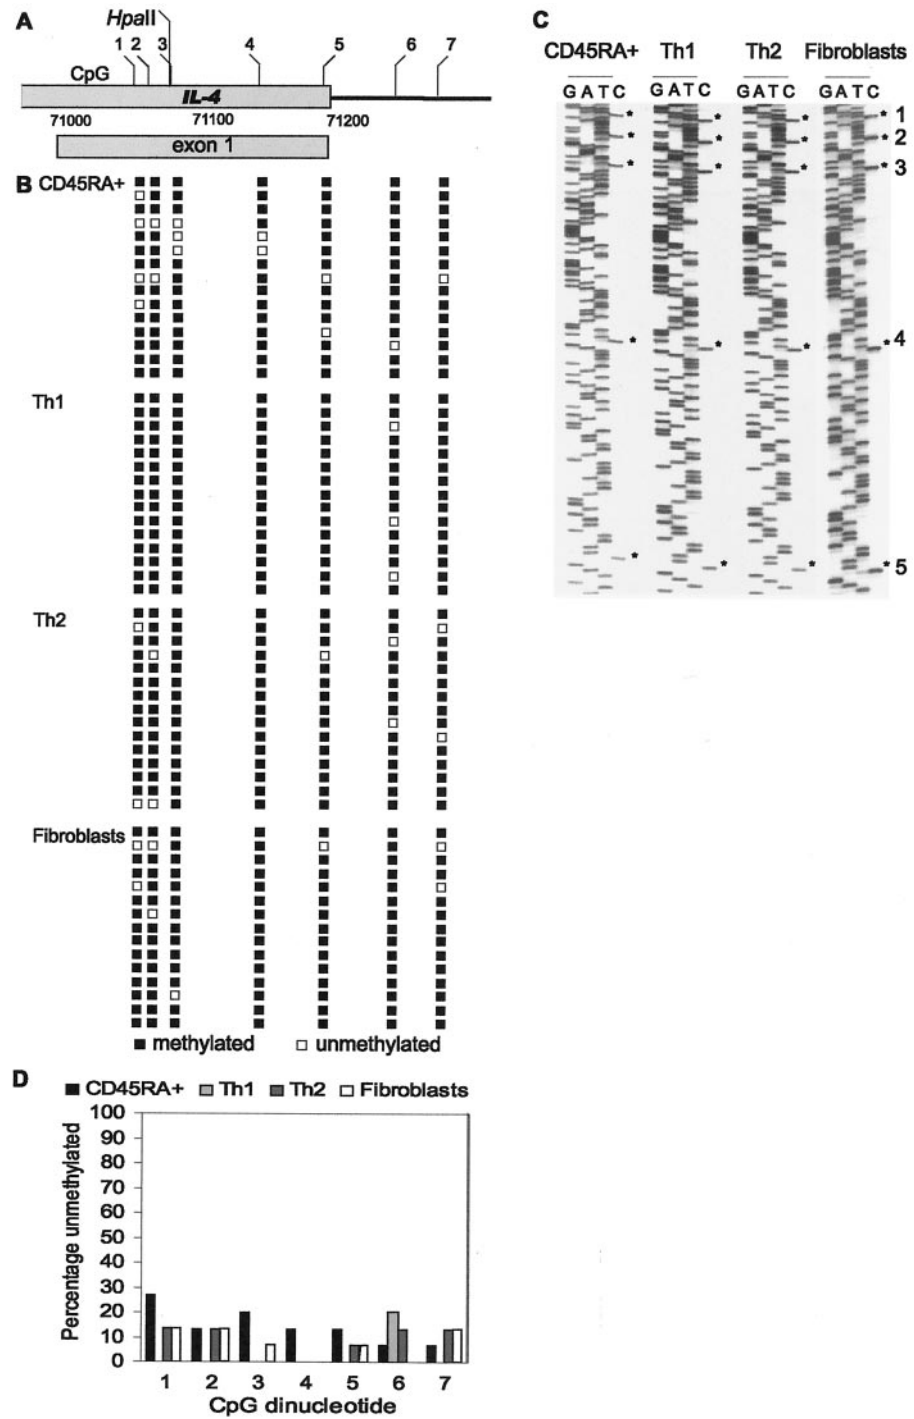 A
HpaII
1 2 3 4 5 6 7
CpG
IL-4
71000 71100 71200
exon 1
B
CD45RA+
Th1
Th2
Fibroblasts
■ methylated □ unmethylated
C
CD45RA+ Th1 Th2 Fibroblasts
G A T C G A T C G A T C G A T C
* * * * 1
* * * * 2
* * * * 3
* * * * 4
* * * * 5
D
CD45RA+ Th1 Th2 Fibroblasts
Percentage unmethylated
100
90
80
70
60
50
40
30
20
10
0
1 2 3 4 5 6 7
CpG dinucleotide